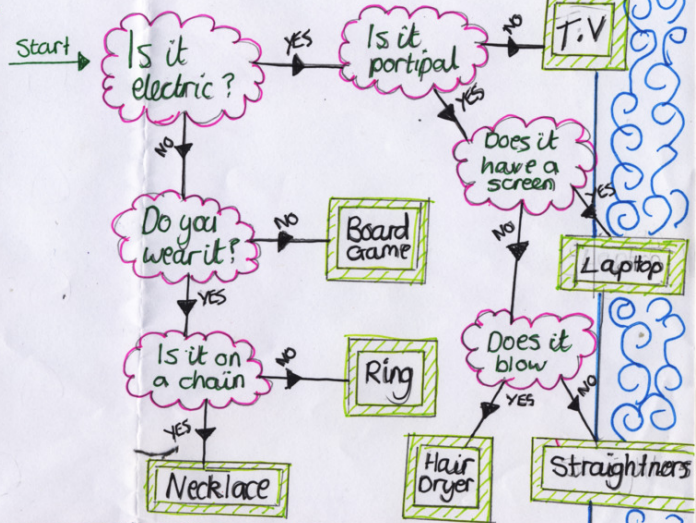 Start
Is it
electric?
YES
Is it
portipal
NO
T.V
YES
Does it
have a
screen
YES
Laptop
NO
NO
Do you
wear it?
NO
Board
Game
YES
Does it
blow
Is it on
a chain
NO
Ring
YES
NO
YES
Necklace
Hair
Dryer
Straightners